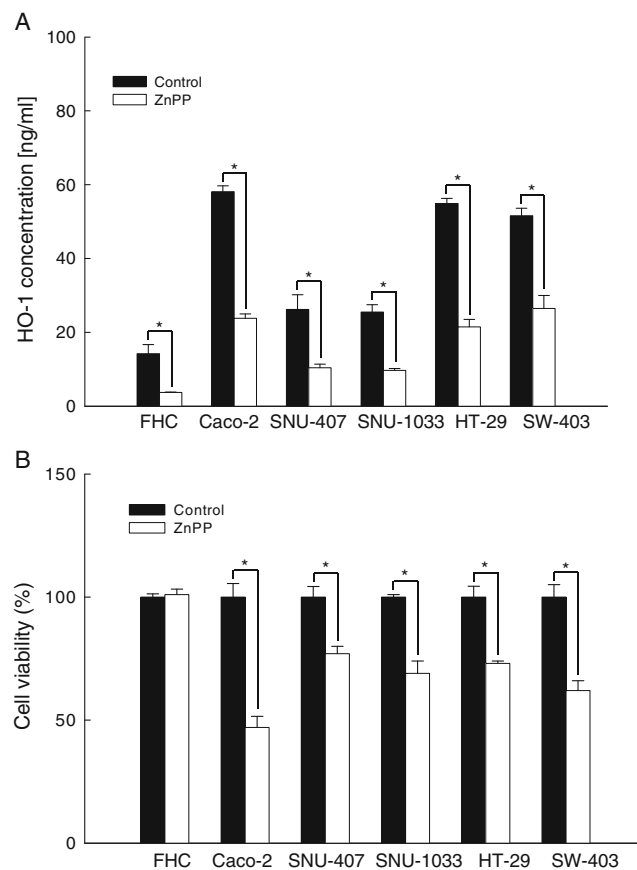 A
HO-1 concentration [ng/ml]
100
80
60
40
20
0
Control
ZnPP
*
*
*
*
*
*
FHC Caco-2 SNU-407 SNU-1033 HT-29 SW-403
B
Cell viability (%)
150
100
50
0
Control
ZnPP
*
*
*
*
*
FHC Caco-2 SNU-407 SNU-1033 HT-29 SW-403